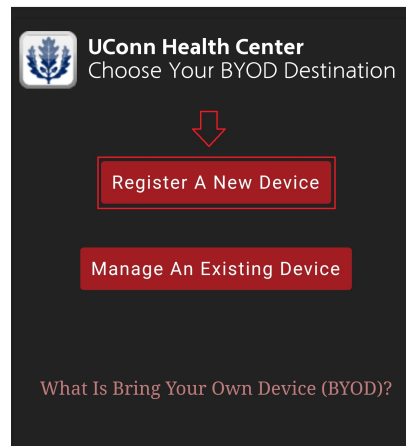 UConn Health Center
Choose Your BYOD Destination
Register A New Device
Manage An Existing Device
What Is Bring Your Own Device (BYOD)?